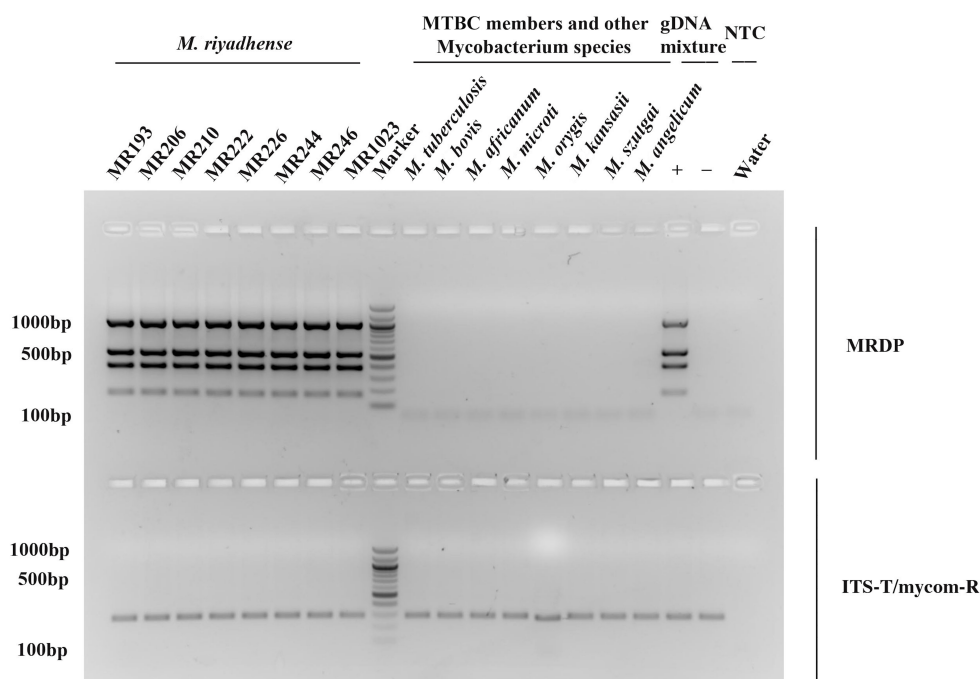 MTBC members and other gDNA NTC
M. riyadhense Mycobacterium species mixture
MR193 MR206 MR210 MR222 MR226 MR244 MR246 MR1023 Marker M. tuberculosis M. bovis M. africanum M. microti M. orygis M. kansasii M. szulgai M. angelicum + − Water
1000bp
500bp
MRDP
100bp
1000bp
500bp
ITS-T/mycom-R
100bp